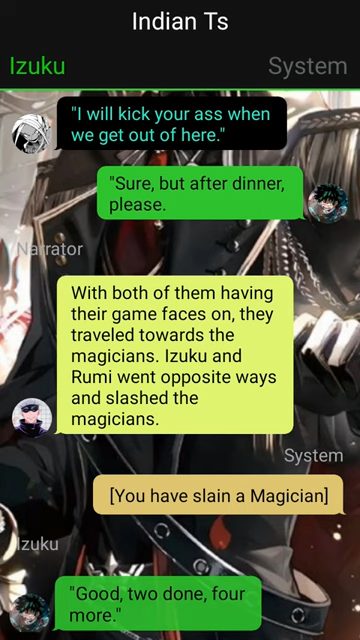 Indian Ts
Izuku
System
"I will kick your ass when
we get out of here."
"Sure, but after dinner,
please.
Narrator
With both of them having
their game faces on, they
traveled towards the
magicians. Izuku and
Rumi went opposite ways
and slashed the
magicians.
System
[You have slain a Magician]
Izuku
"Good, two done, four
more."